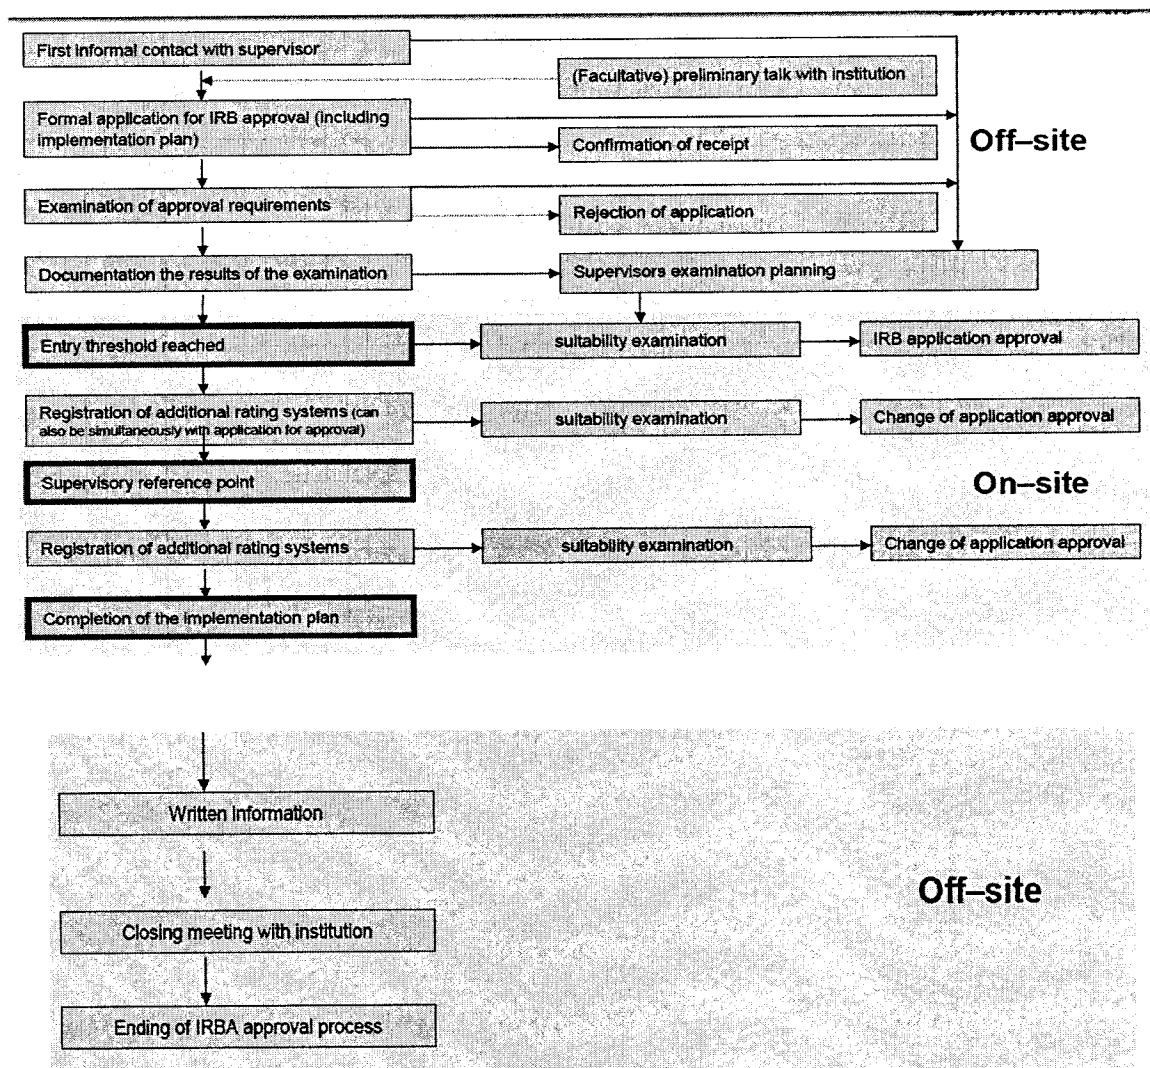 First informal contact with supervisor
(Facultative) preliminary talk with institution
Formal application for IRB approval (including
implementation plan)
Off–site
Confirmation of receipt
Examination of approval requirements
Rejection of application
Documentation the results of the examination
Supervisors examination planning
Entry threshold reached
suitability examination
IRB application approval
Registration of additional rating systems (can
also be simultaneously with application for approval)
suitability examination
Change of application approval
Supervisory reference point
On–site
Registration of additional rating systems
suitability examination
Change of application approval
Completion of the implementation plan
Written information
Off–site
Closing meeting with institution
Ending of IRBA approval process